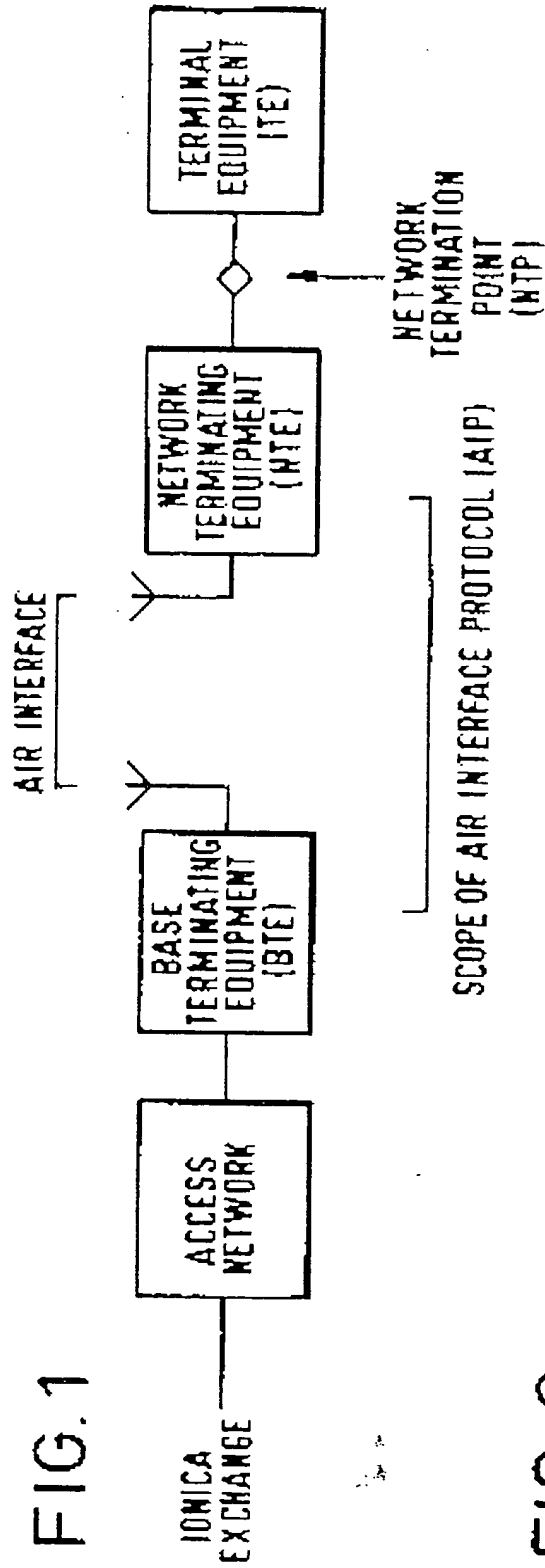 FIG. 1
AIR INTERFACE
IONICA
EXCHANGE
ACCESS
NETWORK
BASE
TERMINATING
EQUIPMENT
(BTE)
NETWORK
TERMINATING
EQUIPMENT
(NTE)
TERMINAL
EQUIPMENT
(TE)
NETWORK
TERMINATION
POINT
(NTP)
SCOPE OF AIR INTERFACE PROTOCOL (AIP)